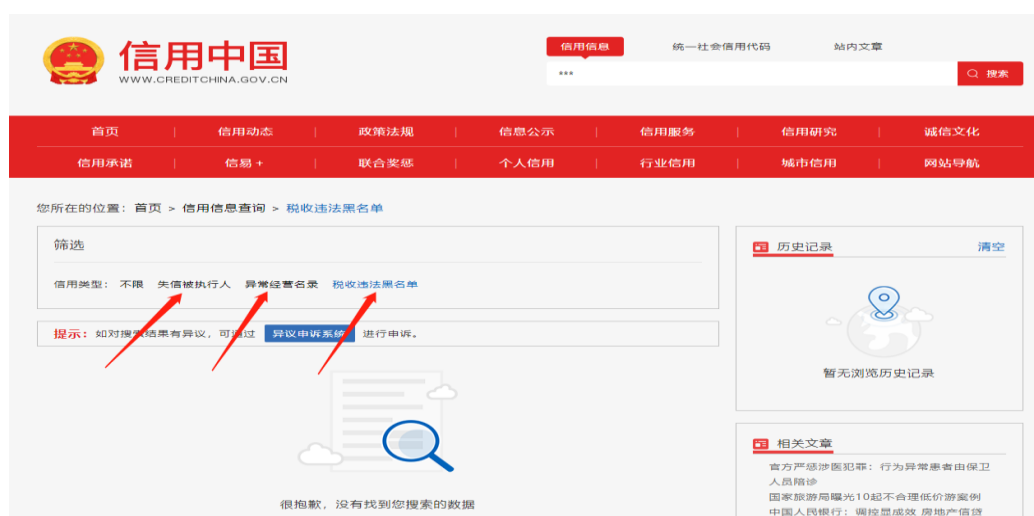 信用中国
WWW.CREDITCHINA.GOV.CN
信用信息 统一社会信用代码 站内文章
*** 搜索
首页 信用动态 政策法规 信息公示 信用服务 信用研究 诚信文化
信用承诺 信易+ 联合奖惩 个人信用 行业信用 城市信用 网站导航
您所在的位置：首页 > 信用信息查询 > 税收违法黑名单
筛选
信用类型： 不限 失信被执行人 异常经营名录 税收违法黑名单
提示：如对搜索结果有异议，可通过 异议申诉系统 进行申诉。
很抱歉，没有找到您搜索的数据
历史记录 清空
暂无浏览历史记录
相关文章
官方严惩涉医犯罪：行为异常患者由保卫
人员陪诊
国家旅游局曝光10起不合理低价游案例
中国人民银行：调控显成效 房地产信贷